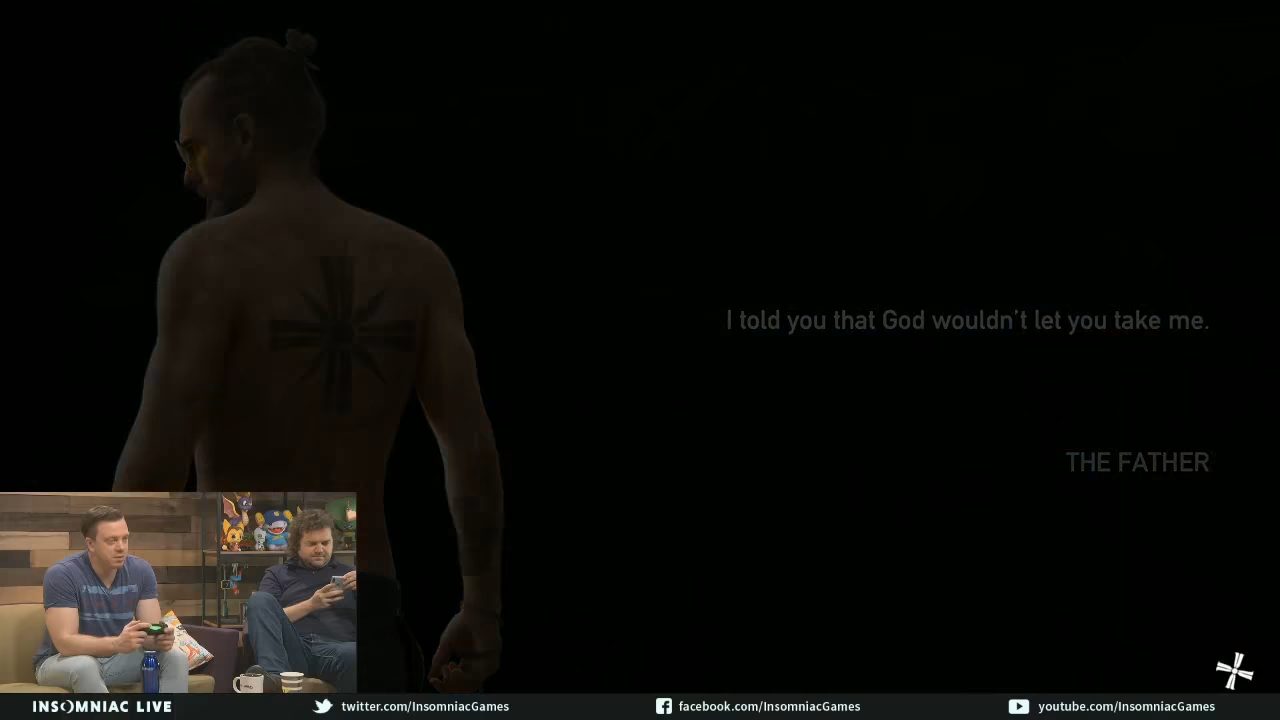 I told you that God wouldn't let you take me.
THE FATHER
INSOMNIAC LIVE
twitter.com/InsomniacGames
facebook.com/InsomniacGames
youtube.com/InsomniacGames